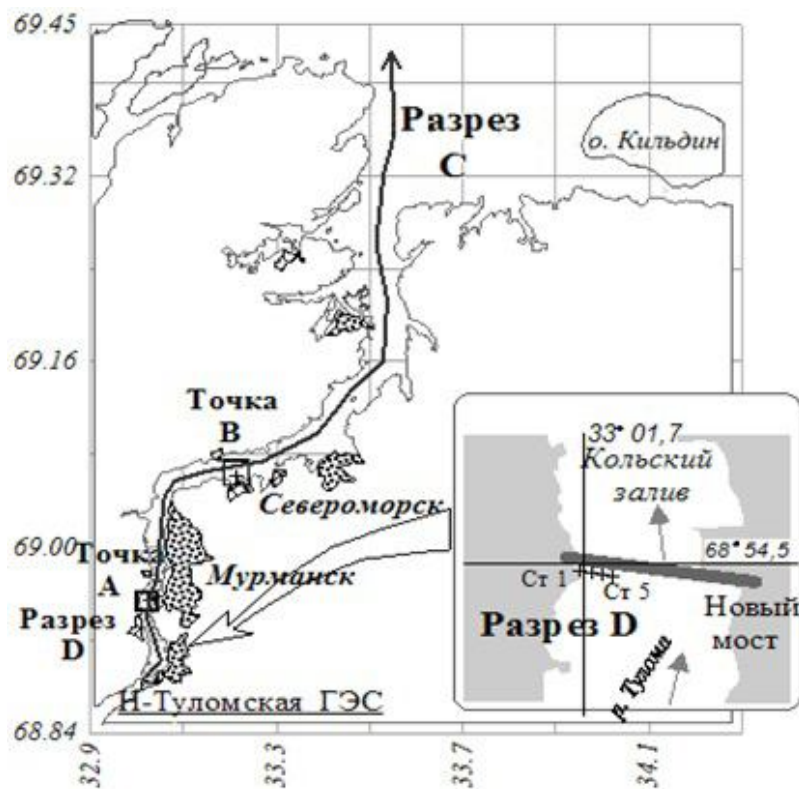 69.45
Разрез
С
о. Кильдин
69.32
69.16
Точка
В
Североморск
69.00
Точка
А
Мурманск
Разрез
D
Н-Туломская ГЭС
68.84
32.9
33.3
33.7
34.1
33° 01,7
Кольский
залив
68° 54,5
Ст 1
Ст 5
Новый
мост
Разрез D
р. Тулома